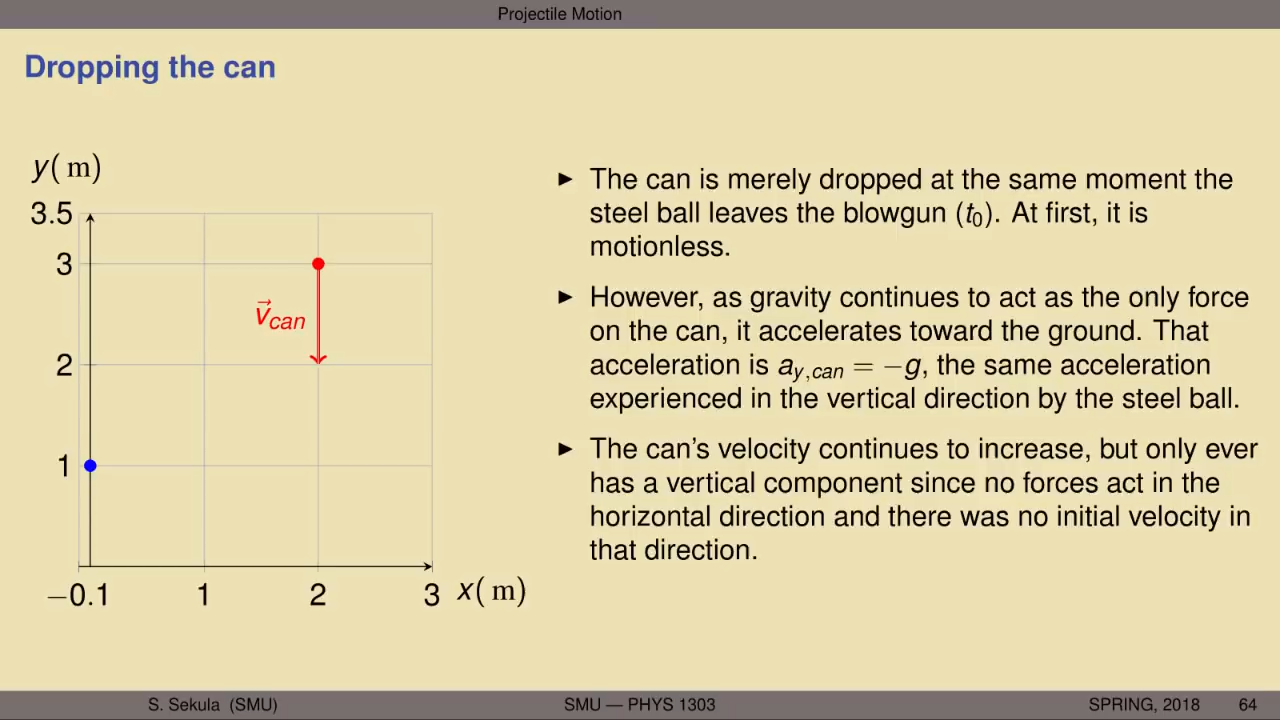 Projectile Motion
Dropping the can
y( m)
3.5
3
2
1
v⃗can
−0.1
1
2
3
x( m)
► The can is merely dropped at the same moment the
steel ball leaves the blowgun (t₀). At first, it is
motionless.
► However, as gravity continues to act as the only force
on the can, it accelerates toward the ground. That
acceleration is ay,can = −g, the same acceleration
experienced in the vertical direction by the steel ball.
► The can's velocity continues to increase, but only ever
has a vertical component since no forces act in the
horizontal direction and there was no initial velocity in
that direction.
S. Sekula (SMU)
SMU — PHYS 1303
SPRING, 2018
64